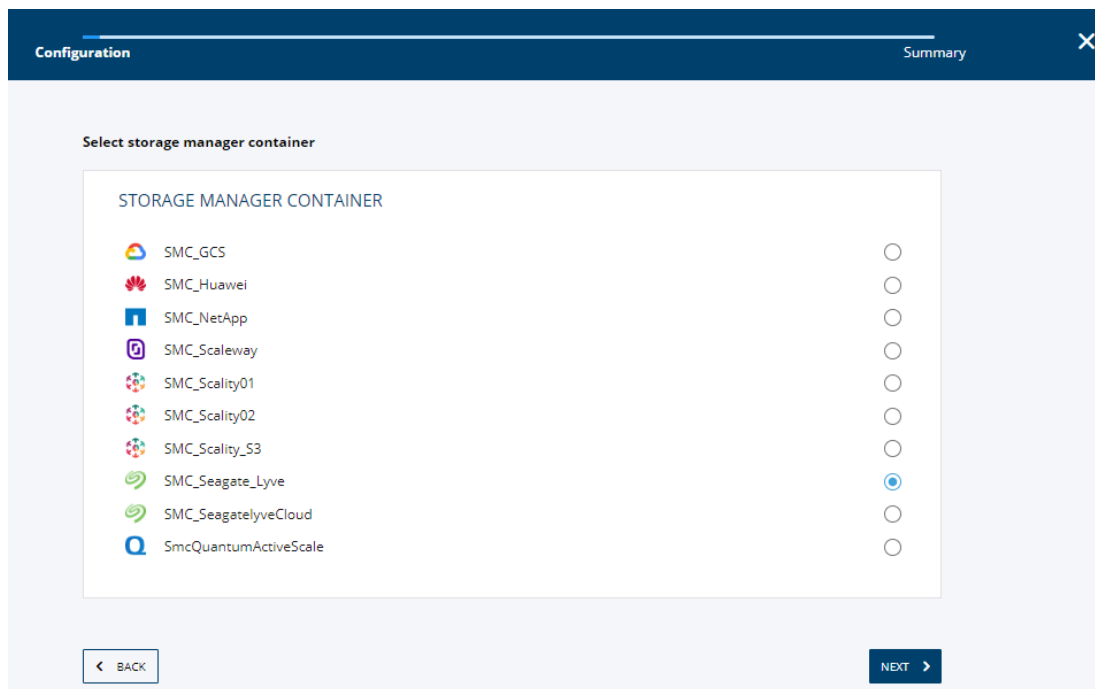 Configuration
Summary
Select storage manager container
STORAGE MANAGER CONTAINER
SMC_GCS
SMC_Huawei
SMC_NetApp
SMC_Scaleway
SMC_Scality01
SMC_Scality02
SMC_Scality_S3
SMC_Seagate_Lyve
SMC_SeagatelyveCloud
SmcQuantumActiveScale
BACK
NEXT